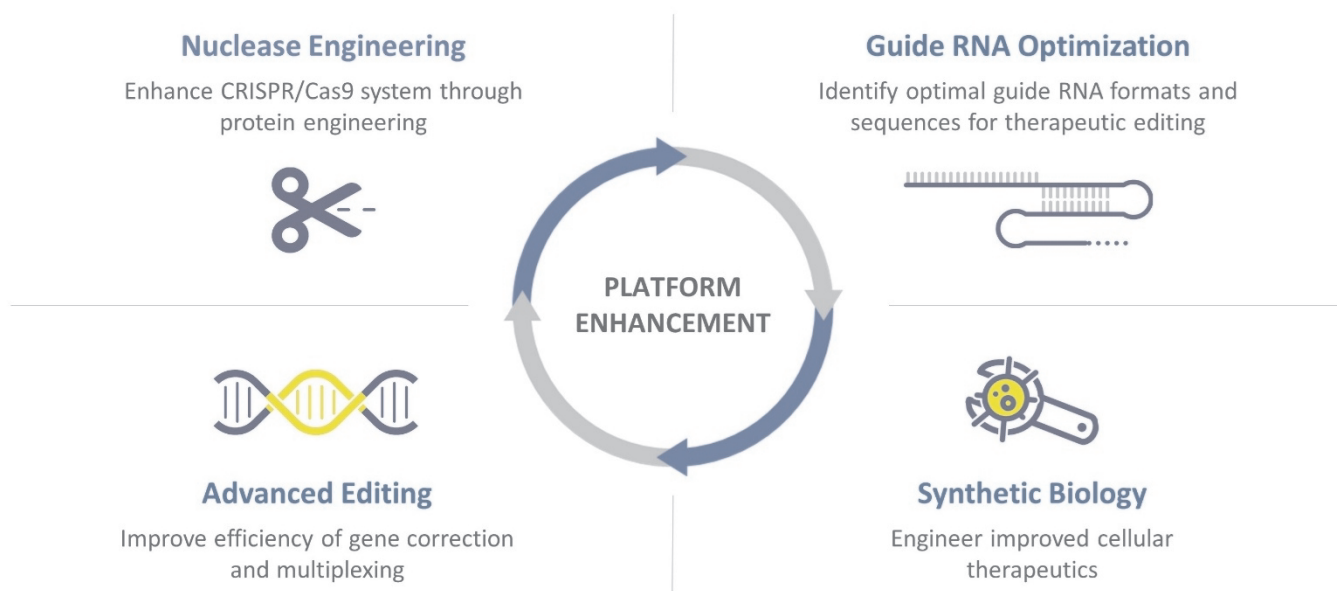 Nuclease Engineering
Enhance CRISPR/Cas9 system through
protein engineering
Guide RNA Optimization
Identify optimal guide RNA formats and
sequences for therapeutic editing
PLATFORM
ENHANCEMENT
Advanced Editing
Improve efficiency of gene correction
and multiplexing
Synthetic Biology
Engineer improved cellular
therapeutics